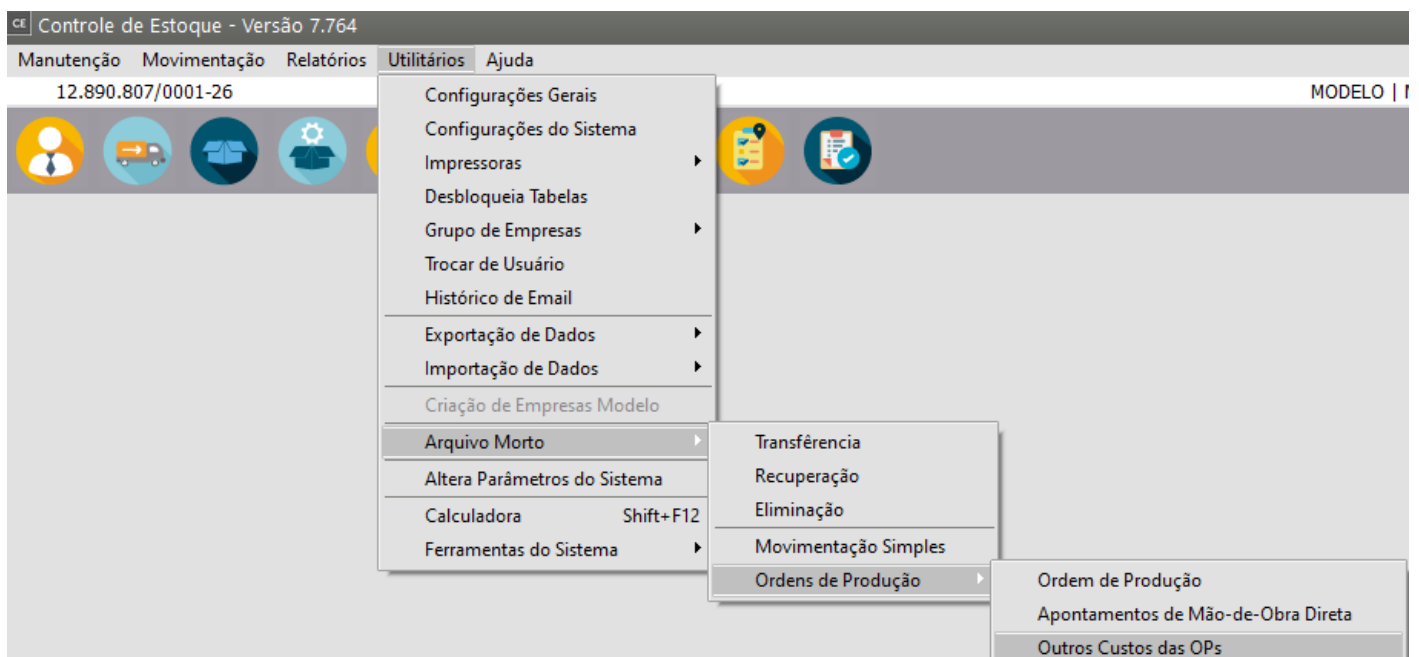 CE Controle de Estoque - Versão 7.764
Manutenção Movimentação Relatórios Utilitários Ajuda
12.890.807/0001-26 MODELO |
Configurações Gerais
Configurações do Sistema
Impressoras
Desbloqueia Tabelas
Grupo de Empresas
Trocar de Usuário
Histórico de Email
Exportação de Dados
Importação de Dados
Criação de Empresas Modelo
Arquivo Morto
Altera Parâmetros do Sistema
Calculadora Shift+F12
Ferramentas do Sistema
Transfêrencia
Recuperação
Eliminação
Movimentação Simples
Ordens de Produção
Ordem de Produção
Apontamentos de Mão-de-Obra Direta
Outros Custos das OPs